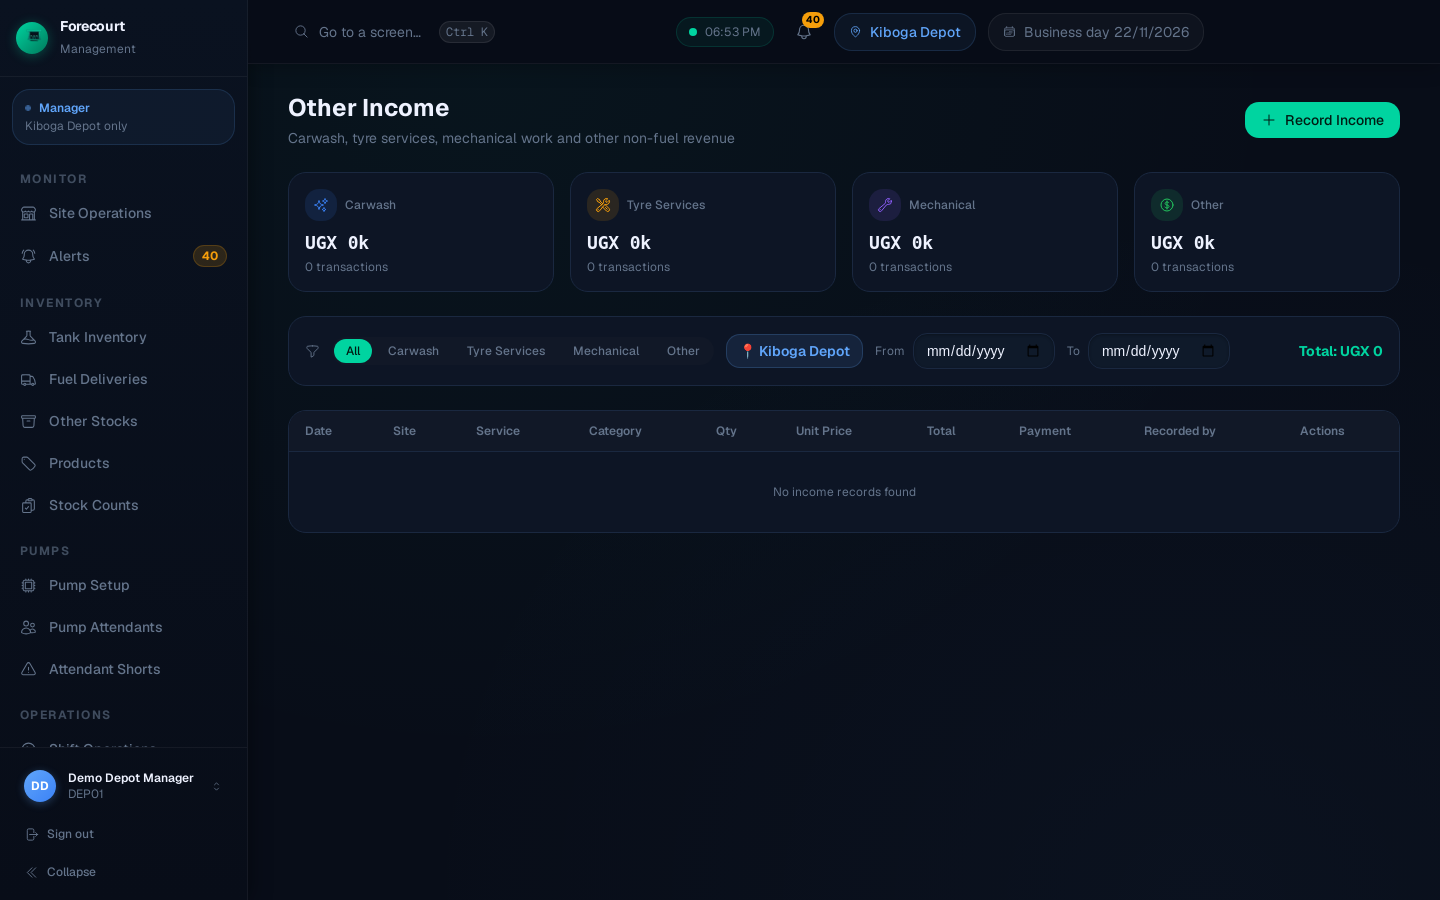 Forecourt
Management
Manager
Kiboga Depot only
MONITOR
Site Operations
Alerts
40
INVENTORY
Tank Inventory
Fuel Deliveries
Other Stocks
Products
Stock Counts
PUMPS
Pump Setup
Pump Attendants
Attendant Shorts
OPERATIONS
Shift Operations
DD
Demo Depot Manager
DEP01
Sign out
Collapse
Go to a screen...
Ctrl K
06:53 PM
40
Kiboga Depot
Business day 22/11/2026
Other Income
Carwash, tyre services, mechanical work and other non-fuel revenue
Record Income
Carwash
UGX 0k
0 transactions
Tyre Services
UGX 0k
0 transactions
Mechanical
UGX 0k
0 transactions
Other
UGX 0k
0 transactions
All Carwash Tyre Services Mechanical Other 📍 Kiboga Depot From mm/dd/yyyy To mm/dd/yyyy Total: UGX 0
Date Site Service Category Qty Unit Price Total Payment Recorded by Actions
No income records found